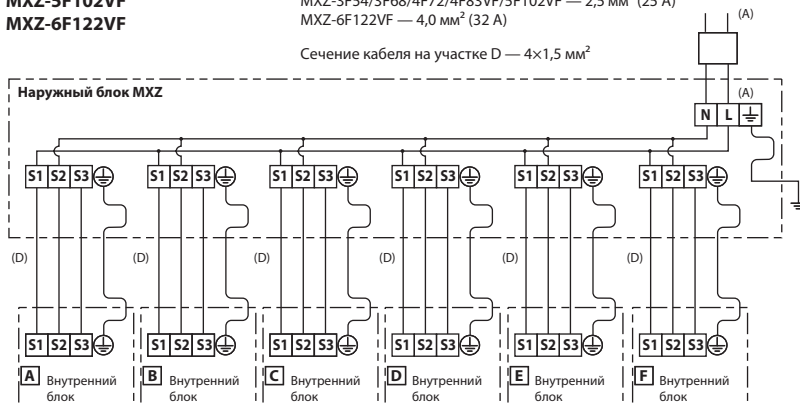 MXZ-5F102VF
MXZ-6F122VF
MXZ-3F54/3F68/4F72/4F83VF/5F102VF — 2,5 мм² (25 А)
MXZ-6F122VF — 4,0 мм² (32 А)
Сечение кабеля на участке D — 4×1,5 мм²
(A)
Наружный блок MXZ
(A)
N L
S1 S2 S3 S1 S2 S3 S1 S2 S3 S1 S2 S3 S1 S2 S3 S1 S2 S3
(D) (D) (D) (D) (D) (D)
S1 S2 S3 S1 S2 S3 S1 S2 S3 S1 S2 S3 S1 S2 S3 S1 S2 S3
A Внутренний блок
B Внутренний блок
C Внутренний блок
D Внутренний блок
E Внутренний блок
F Внутренний блок